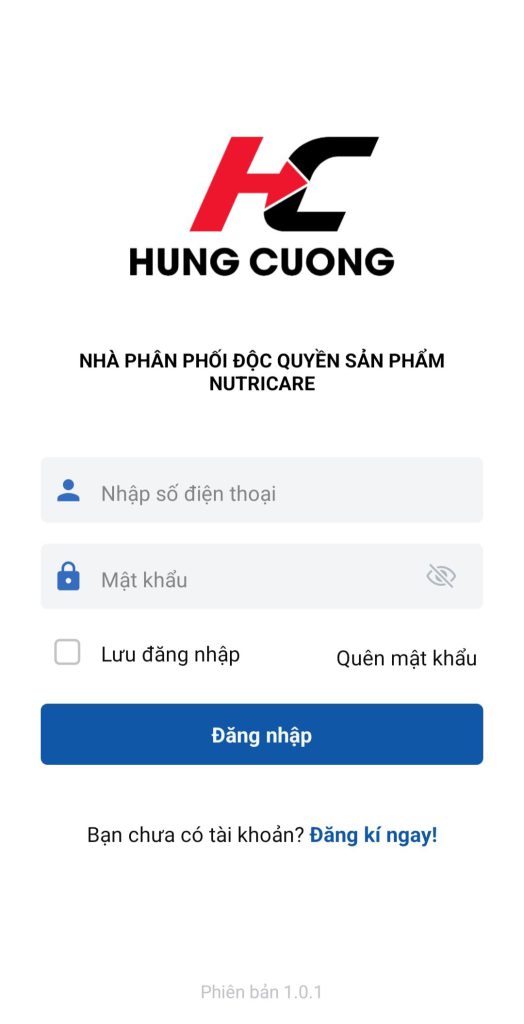 HC
HUNG CUONG
NHÀ PHÂN PHỐI ĐỘC QUYỀN SẢN PHẨM
NUTRICARE
Nhập số điện thoại
Mật khẩu
Lưu đăng nhập
Quên mật khẩu
Đăng nhập
Bạn chưa có tài khoản? Đăng kí ngay!
Phiên bản 1.0.1